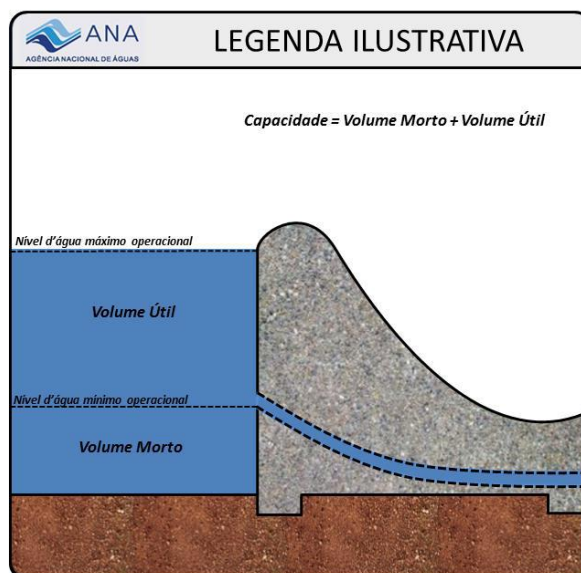 ANA
AGÊNCIA NACIONAL DE ÁGUAS
LEGENDA ILUSTRATIVA
Capacidade = Volume Morto + Volume Útil
Nível d'água máximo operacional
Volume Útil
Nível d'água mínimo operacional
Volume Morto